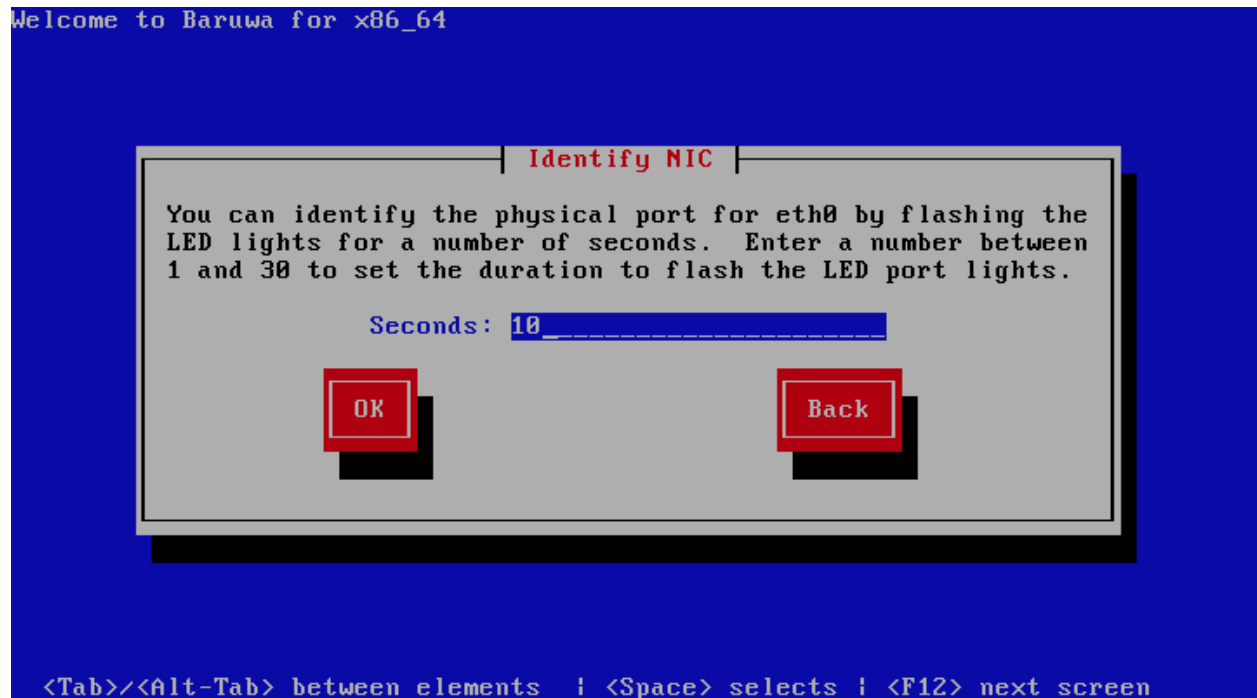 Welcome to Baruwa for x86_64
Identify NIC
You can identify the physical port for eth0 by flashing the
LED lights for a number of seconds.  Enter a number between
1 and 30 to set the duration to flash the LED port lights.
Seconds: 10_____________________
OK
Back
<Tab>/<Alt-Tab> between elements  | <Space> selects | <F12> next screen